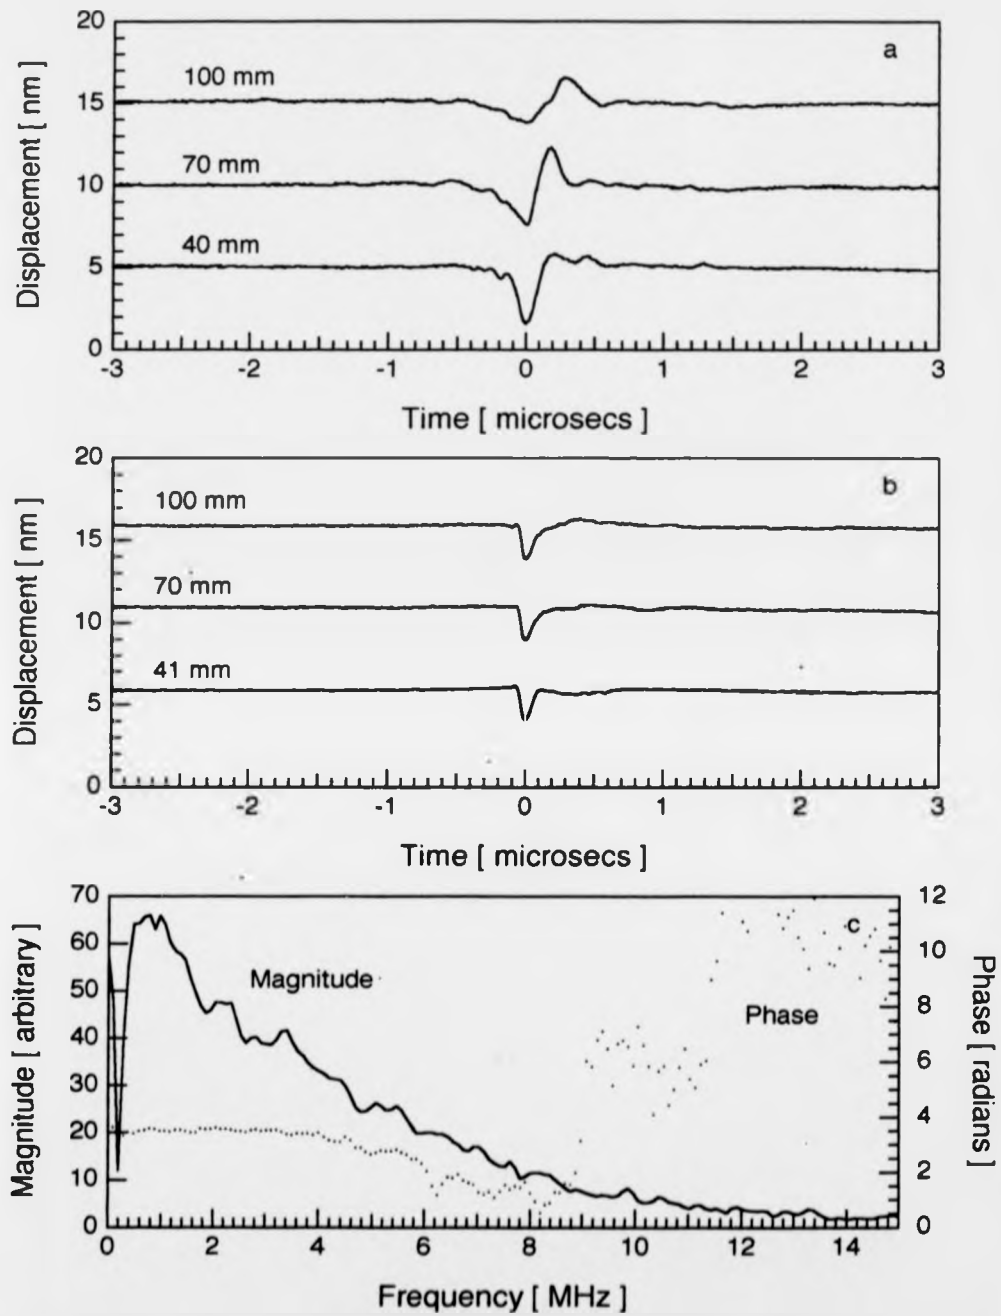 20
a
100 mm
15
70 mm
10
40 mm
5
0
-3 -2 -1 0 1 2 3
Displacement [ nm ]
Time [ microsecs ]
20
b
100 mm
15
70 mm
10
41 mm
5
0
-3 -2 -1 0 1 2 3
Displacement [ nm ]
Time [ microsecs ]
70 12
c
60 10
Magnitude
50
8
Phase
40
6
30
4
20
2
10
0 0
0 2 4 6 8 10 12 14
Magnitude [ arbitrary ]
Phase [ radians ]
Frequency [ MHz ]